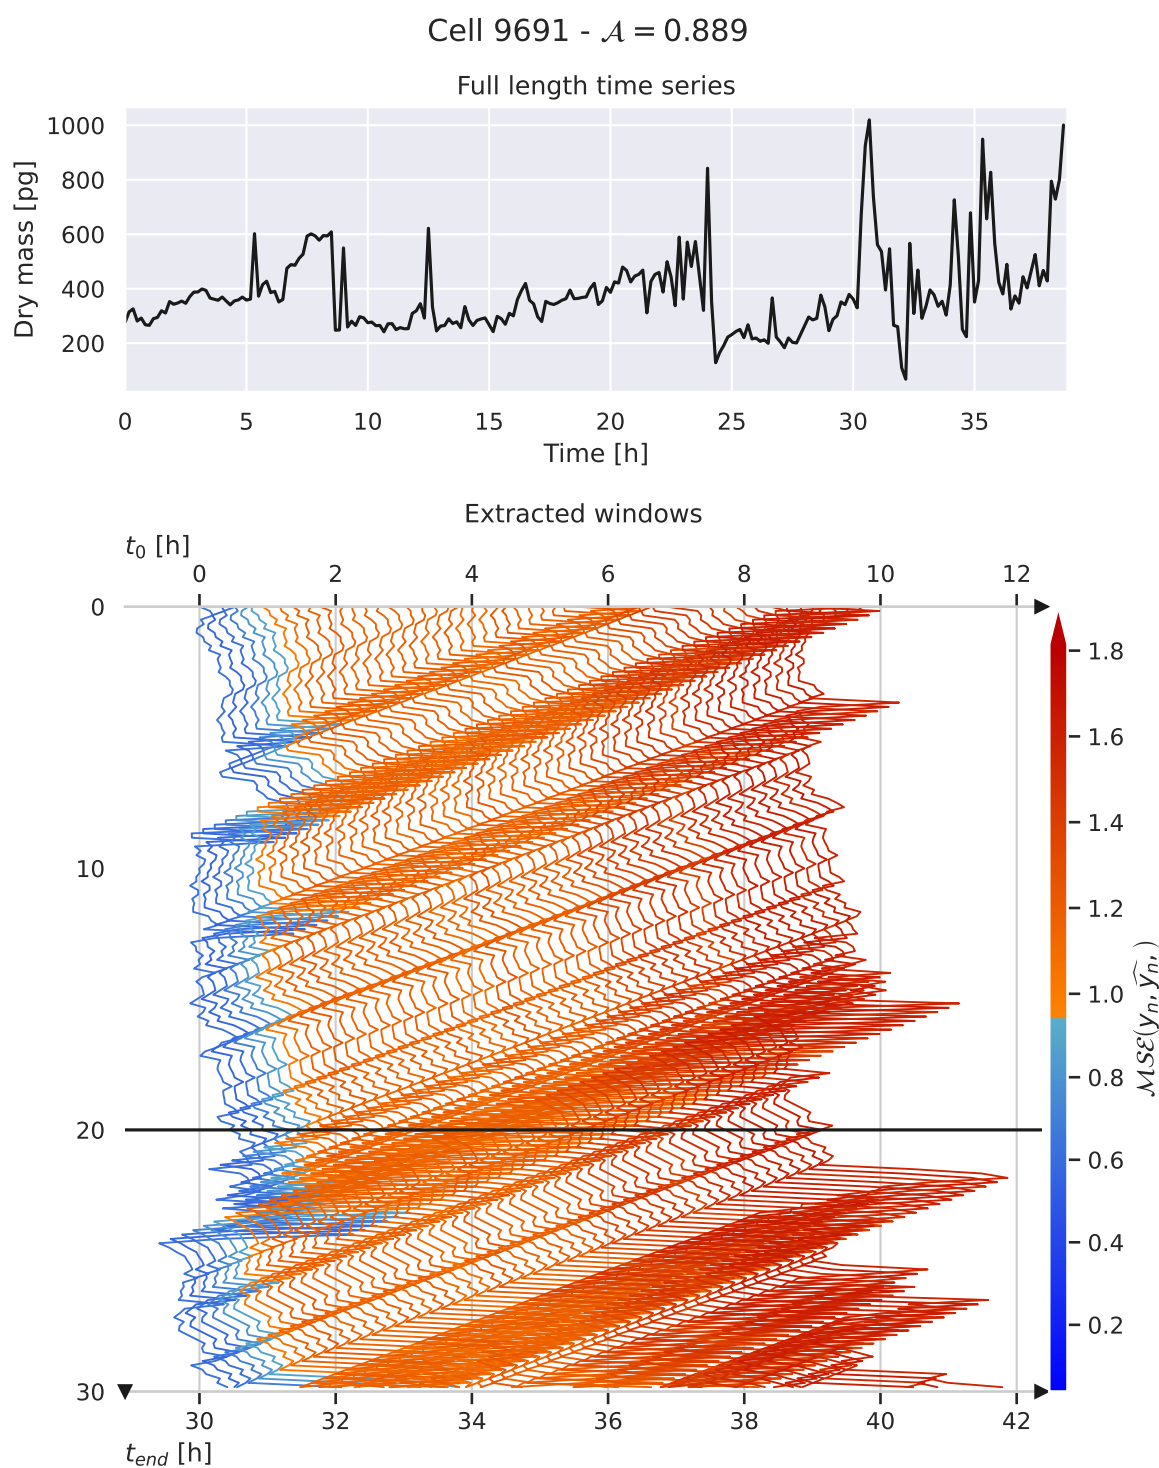 Cell 9691 - 𝒜 = 0.889
Full length time series
Dry mass [pg]
1000
800
600
400
200
0 5 10 15 20 25 30 35
Time [h]
Extracted windows
t₀ [h]
0 2 4 6 8 10 12
0
10
20
30
30 32 34 36 38 40 42
t_end [h]
1.8
1.6
1.4
1.2
1.0
0.8
0.6
0.4
0.2
ℳ𝒮ℰ(yₙ, ŷₙ, )